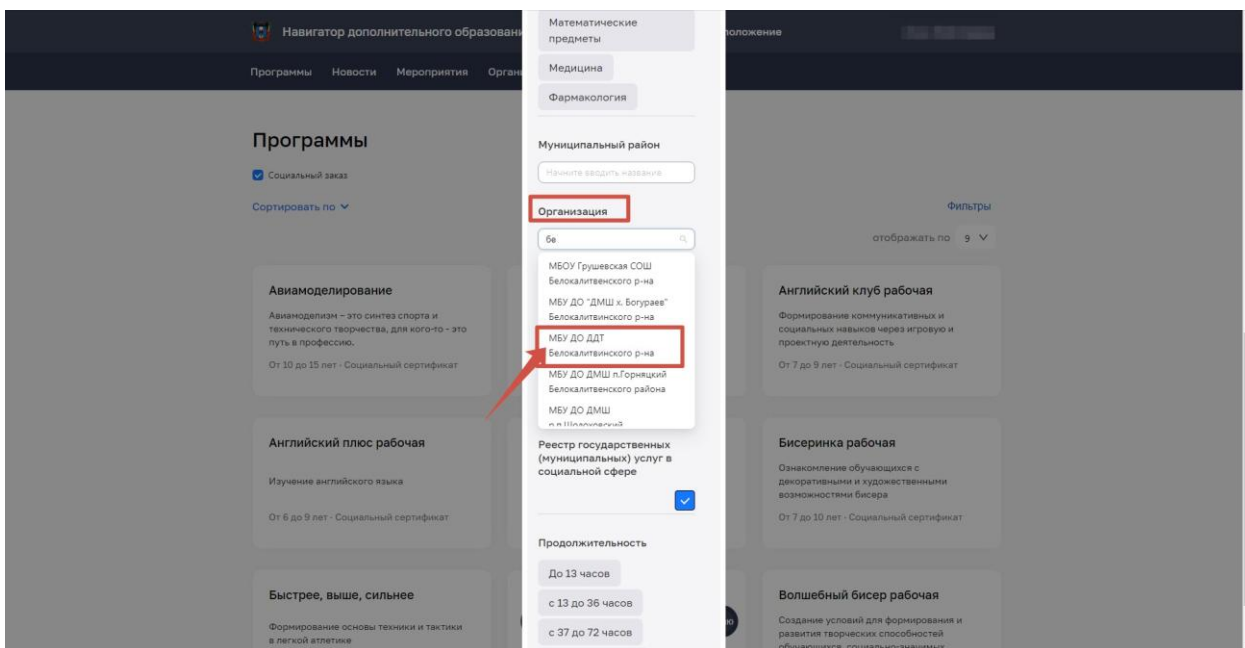 Навигатор дополнительного образовани
Программы Новости Мероприятия Орган
Математические
предметы
Медицина
Фармакология
Муниципальный район
Начните вводить название
Организация
бе
МБОУ Грушевская СОШ
Белокалитвенского р-на
МБУ ДО "ДМШ х. Богураев"
Белокалитвинского р-на
МБУ ДО ДДТ
Белокалитвинского р-на
МБУ ДО ДМШ п.Горняцкий
Белокалитвенского района
МБУ ДО ДМШ
р.п.Шолоховский
Реестр государственных
(муниципальных) услуг в
социальной сфере
Продолжительность
До 13 часов
с 13 до 36 часов
с 37 до 72 часов
Программы
Социальный заказ
Сортировать по
Фильтры
отображать по 9
Авиамоделирование
Авиамоделизм – это синтез спорта и
технического творчества, для кого-то - это
путь в профессию.
От 10 до 15 лет · Социальный сертификат
Английский клуб рабочая
Формирование коммуникативных и
социальных навыков через игровую и
проектную деятельность
От 7 до 9 лет · Социальный сертификат
Английский плюс рабочая
Изучение английского языка
От 6 до 9 лет · Социальный сертификат
Бисеринка рабочая
Ознакомление обучающихся с
декоративными и художественными
возможностями бисера
От 7 до 10 лет · Социальный сертификат
Быстрее, выше, сильнее
Формирование основы техники и тактики
в легкой атлетике
Волшебный бисер рабочая
Создание условий для формирования и
развития творческих способностей
обучающихся, социально-значимых